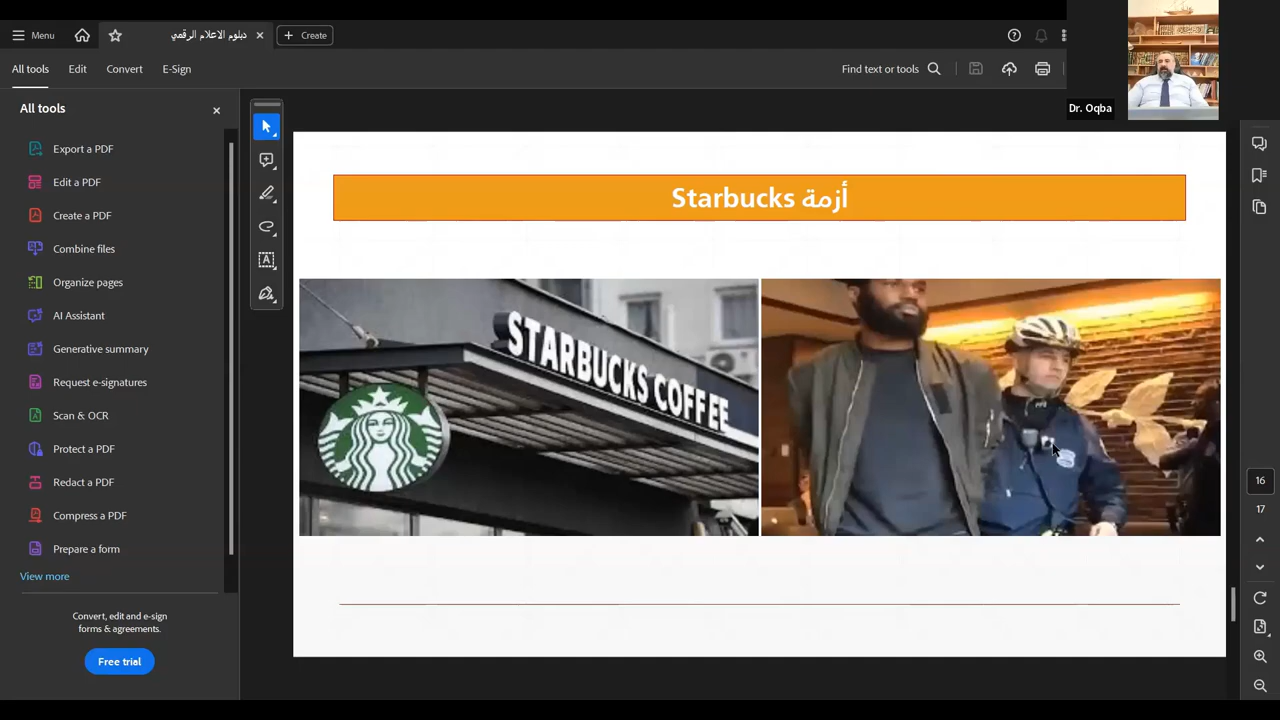 Menu
دبلوم الاعلام الرقمي
Create
All tools
Edit
Convert
E-Sign
Find text or tools
Dr. Oqba
All tools
Export a PDF
Edit a PDF
Create a PDF
Combine files
Organize pages
AI Assistant
Generative summary
Request e-signatures
Scan & OCR
Protect a PDF
Redact a PDF
Compress a PDF
Prepare a form
View more
Convert, edit and e-sign
forms & agreements.
Free trial
أزمة Starbucks
STARBUCKS COFFEE
16
17